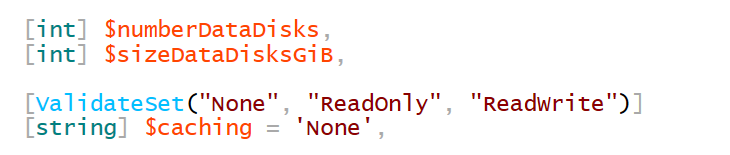 [int] $numberDataDisks,
[int] $sizeDataDisksGiB,
[ValidateSet("None", "ReadOnly", "ReadWrite")]
[string] $caching = 'None',